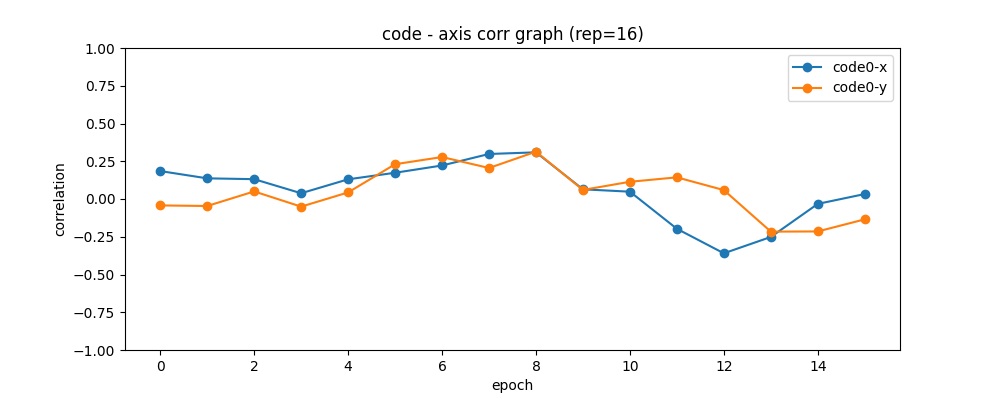 code - axis corr graph (rep=16)
1.00
0.75
0.50
0.25
0.00
−0.25
−0.50
−0.75
−1.00
correlation
code0-x
code0-y
0 2 4 6 8 10 12 14
epoch